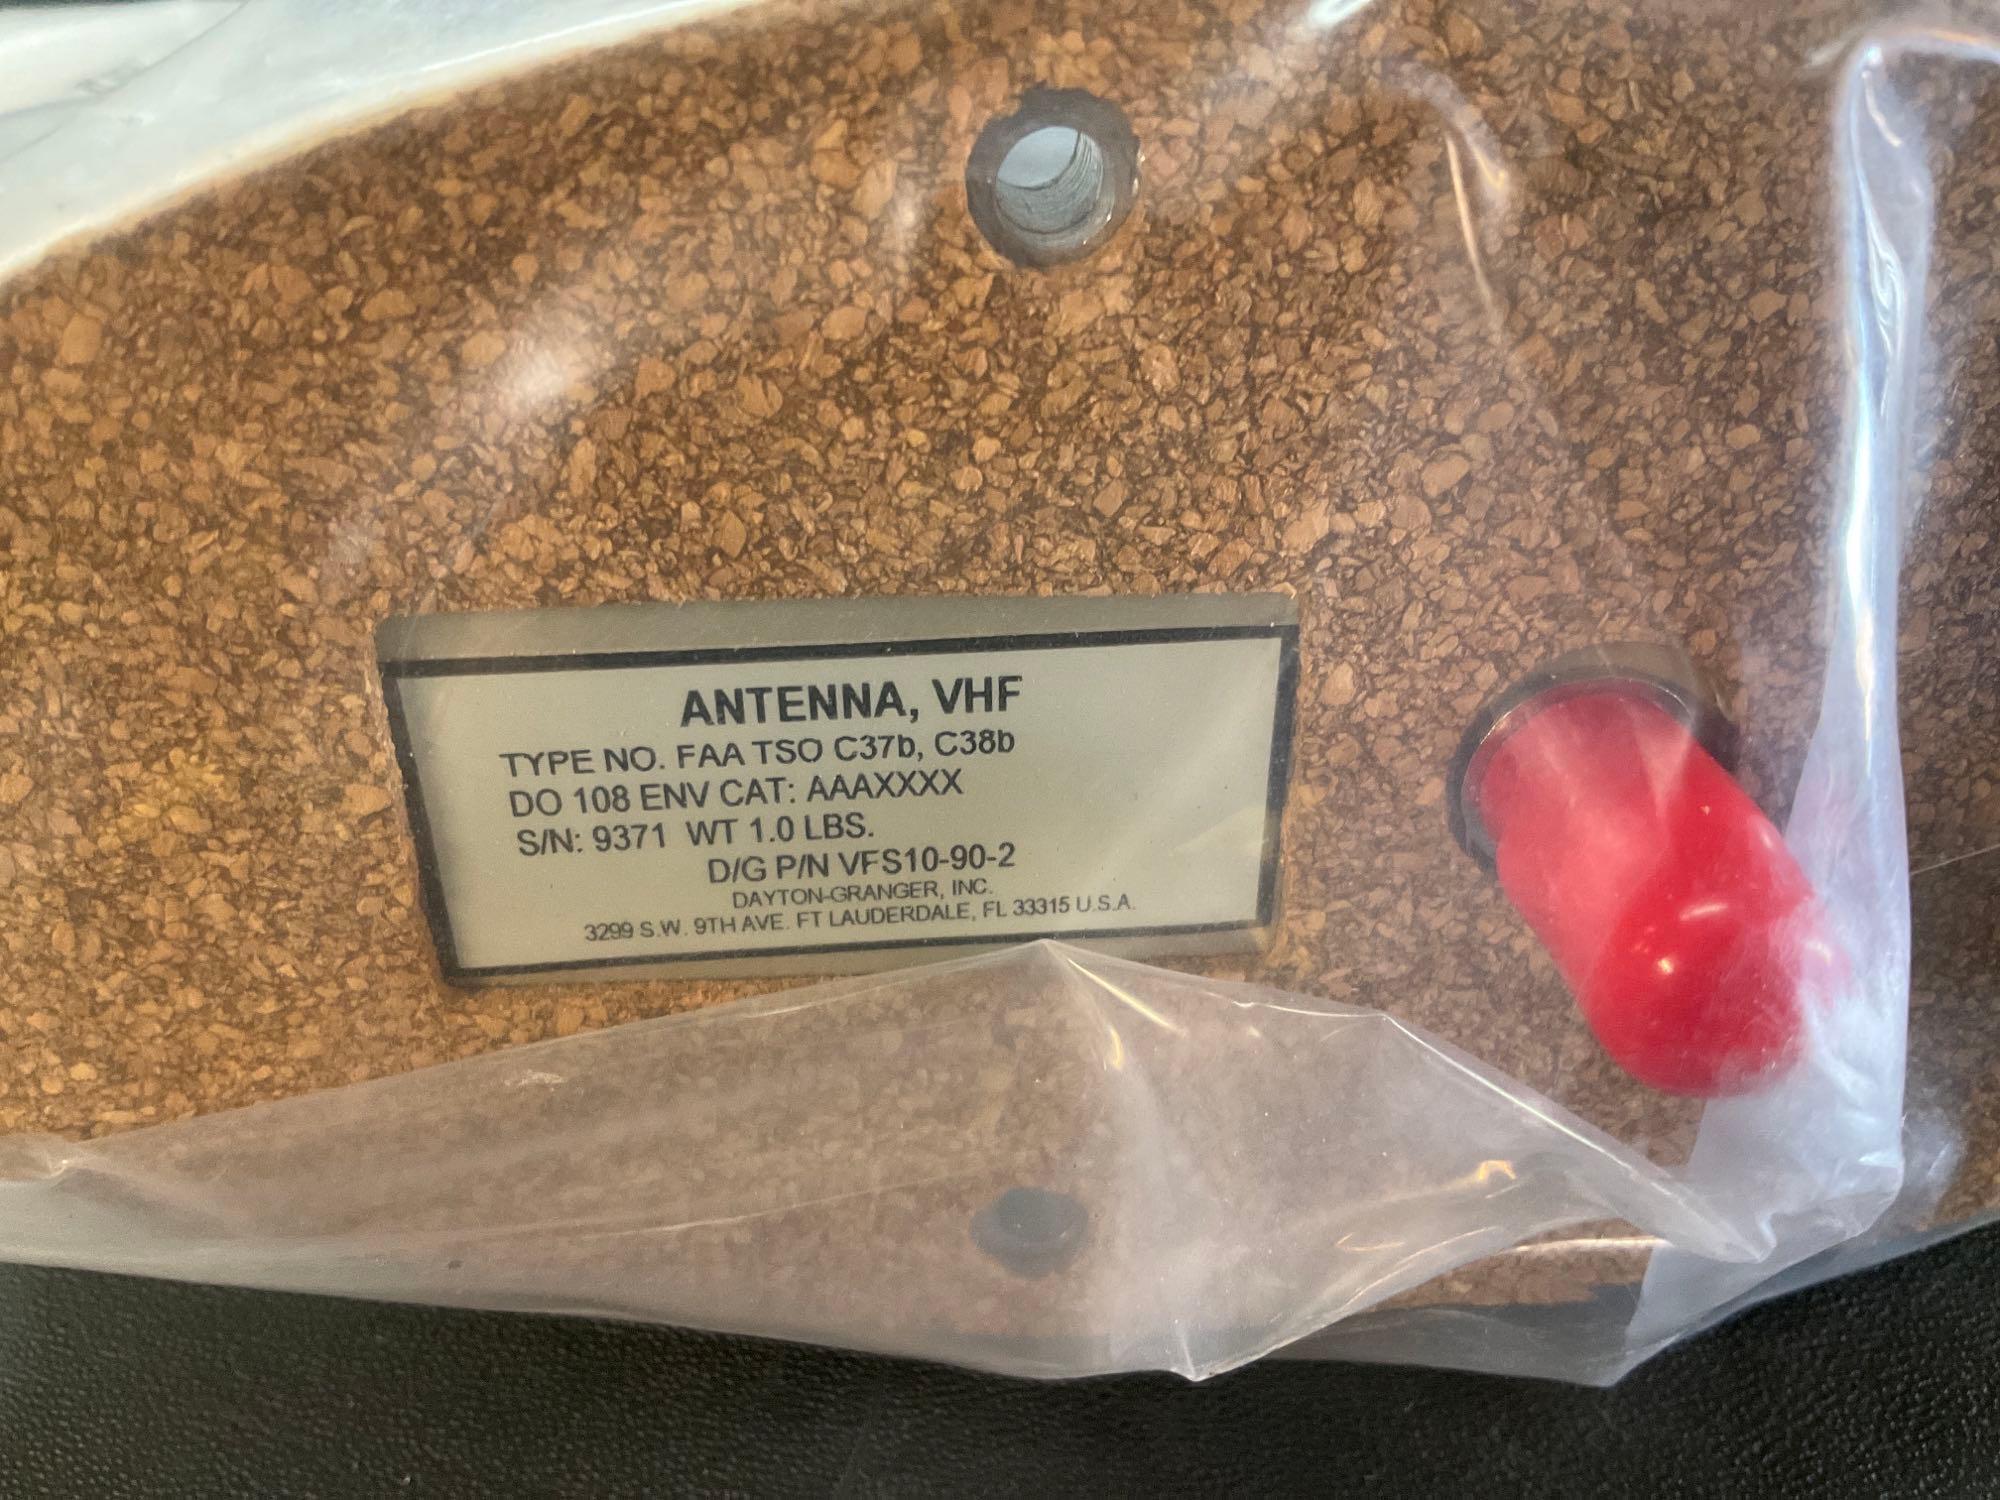 ANTENNA, VHF
TYPE NO. FAA TSO C37b, C38b
DO 108 ENV CAT: AAAXXXX
S/N: 9371 WT 1.0 LBS.
D/G P/N VFS10-90-2
DAYTON-GRANGER, INC.
3299 S.W. 9TH AVE. FT LAUDERDALE, FL 33315 U.S.A.